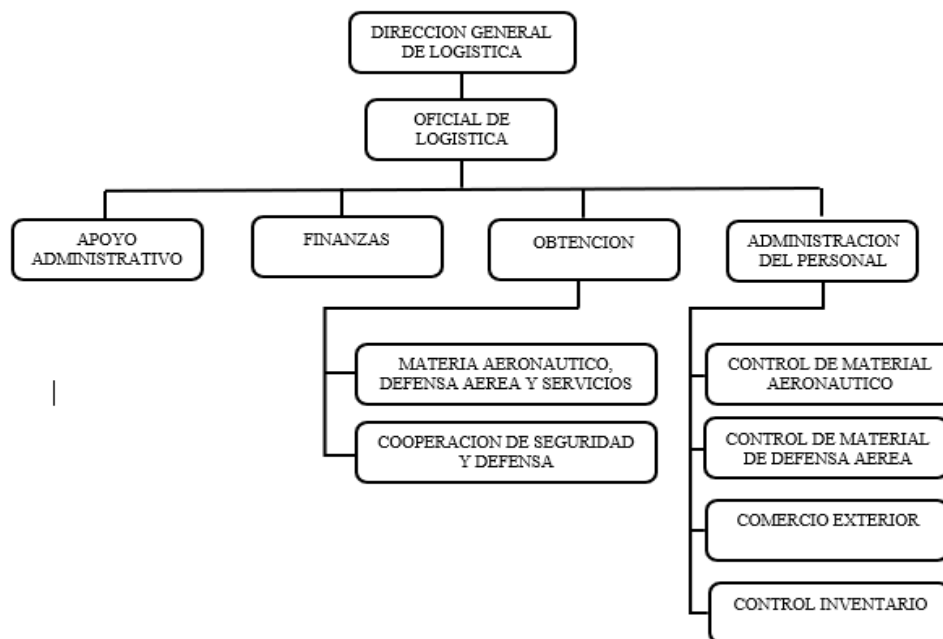 DIRECCION GENERAL
DE LOGISTICA
OFICIAL DE
LOGISTICA
APOYO
ADMINISTRATIVO
FINANZAS
OBTENCION
ADMINISTRACION
DEL PERSONAL
MATERIA AERONAUTICO,
DEFENSA AEREA Y SERVICIOS
COOPERACION DE SEGURIDAD
Y DEFENSA
CONTROL DE MATERIAL
AERONAUTICO
CONTROL DE MATERIAL
DE DEFENSA AEREA
COMERCIO EXTERIOR
CONTROL INVENTARIO